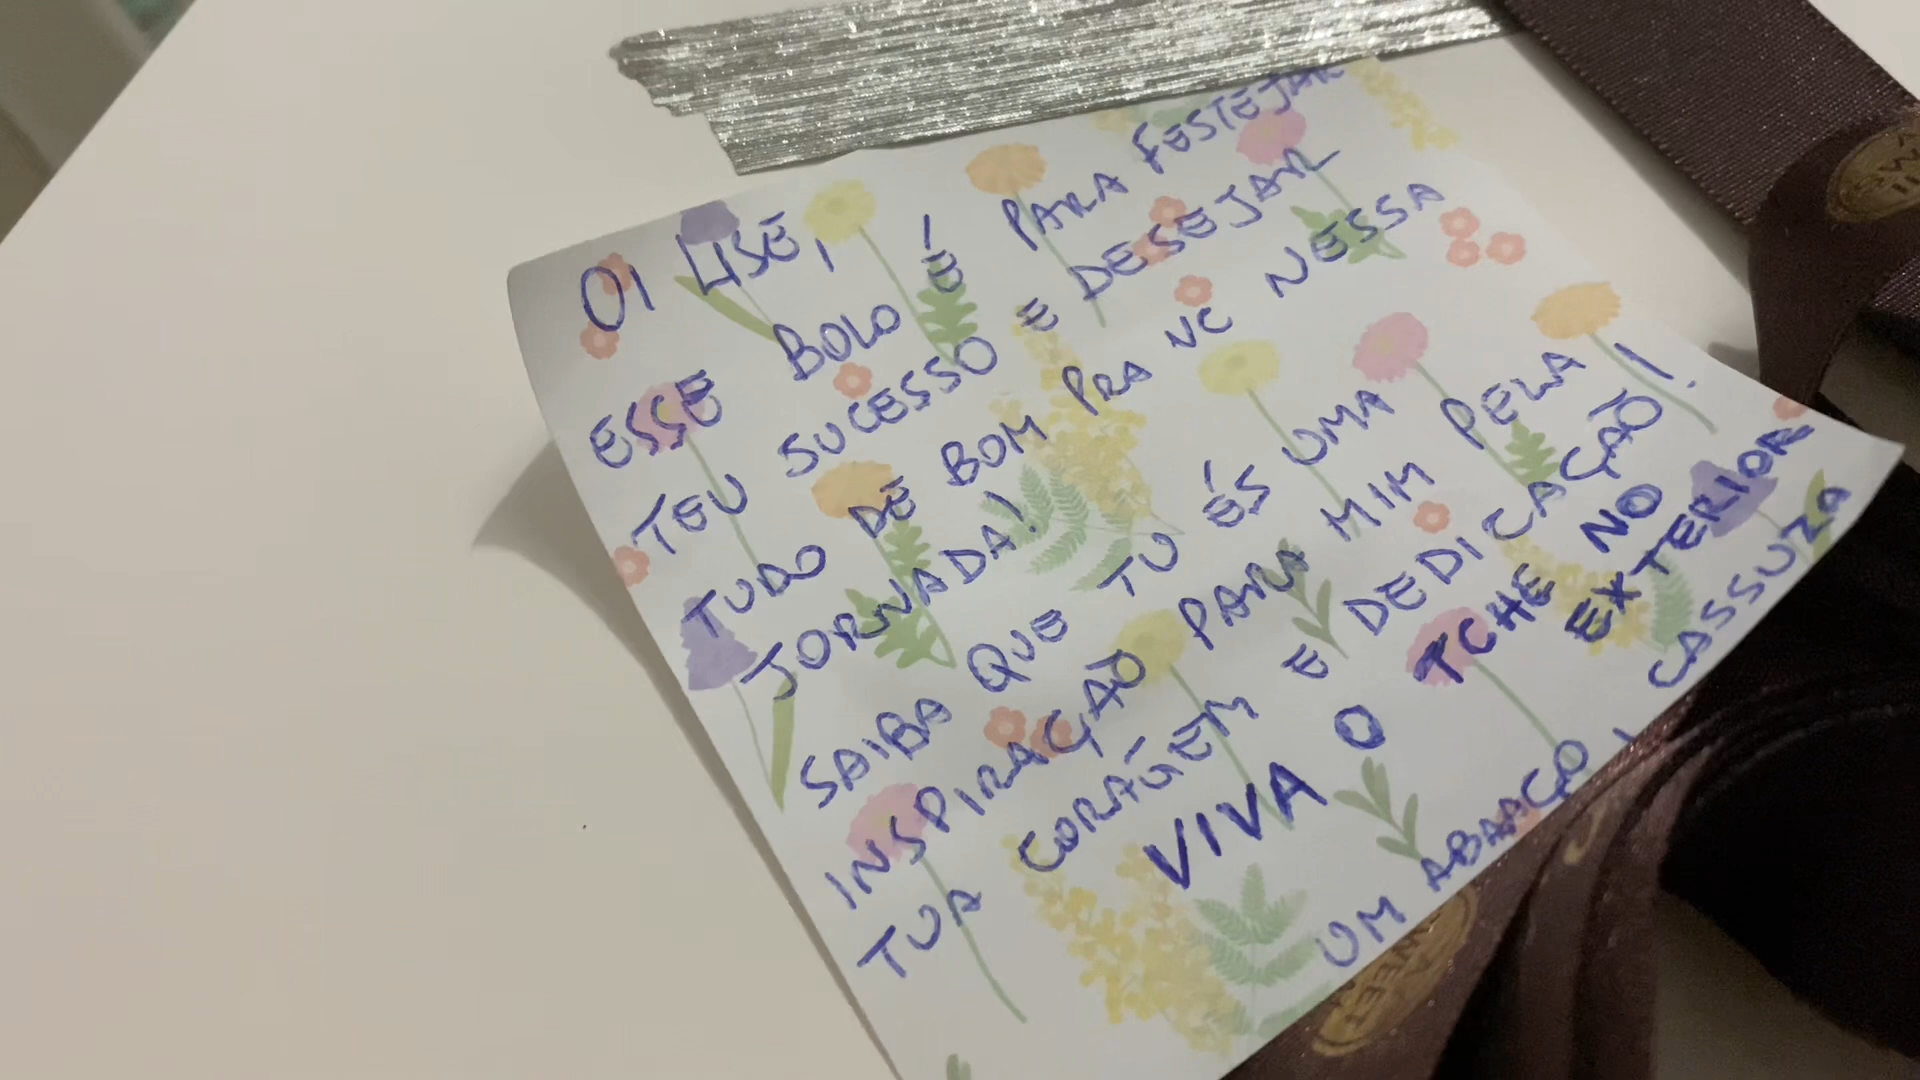 OI LISE,
ESSE BOLO É PARA FESTEJAR
TEU SUCESSO E DESEJAR
TUDO DE BOM PRA VC NESSA
JORNADA!
SAIBA QUE TU ÉS UMA
INSPIRAÇÃO PARA MIM PELA
TUA CORAGEM E DEDICAÇÃO!
VIVA O TCHE NO
EXTERIOR
UM ABRAÇO,
CASSUZA